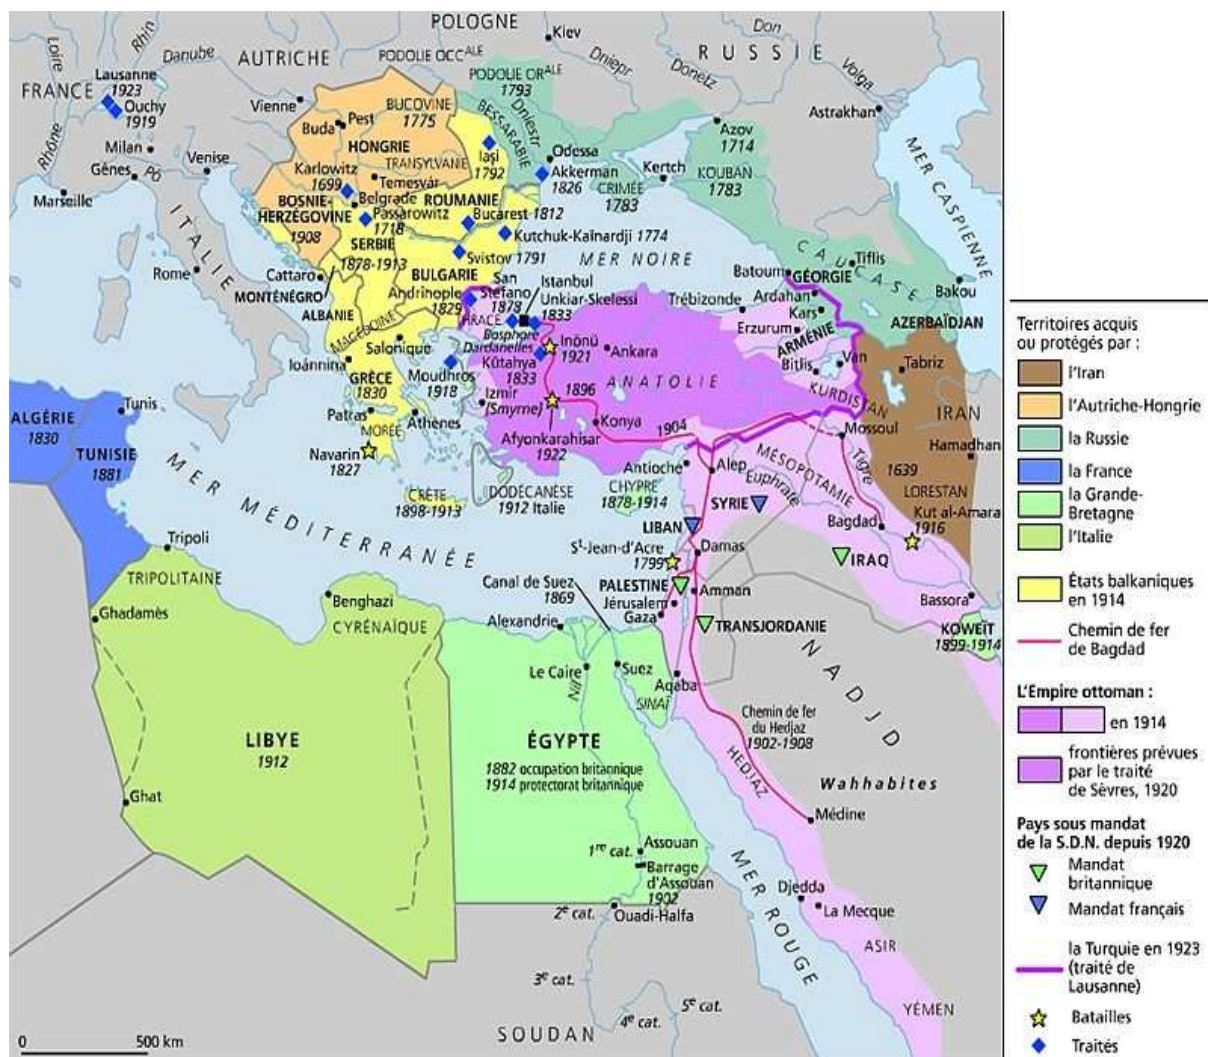 POLOGNE
Kiev
Don
RUSSIE
Loire
Rhin
Danube
AUTRICHE
PODOLIE OCCALE
Dniepr
Donetz
Volga
Lausanne
1923
FRANCE
Ouchy
1919
Vienne
BUCOVINE
1775
PODOLIE ORALE
1793
BESSARABIE
Dniestr
Astrakhan
Rhône
Buda
Pest
HONGRIE
Iaşi
1792
Azov
1714
Milan
Gênes
Pô
Venise
Karlowitz
1699
TRANSYLVANIE
Temesvár
Odessa
Akkerman
1826
Kertch
KOUBAN
1783
CRIMÉE
1783
MER CASPIENNE
Marseille
ITALIE
BOSNIE-
HERZÉGOVINE
1908
Belgrade
Passarowitz
1718
ROUMANIE
Bucarest 1812
Kutchuk-Kaïnardji 1774
SERBIE
1878-1913
Svistov 1791
BULGARIE
MER NOIRE
CAUCASE
Batoum
GÉORGIE
Tiflis
Rome
Cattaro
MONTÉNÉGRO
Andrinople
1829
San
Stefano
1878
Istanbul
Unkiar-Skelessi
1833
Trébizonde
Ardahan
Kars
Bakou
ALBANIE
MACÉDOINE
THRACE
Bosphore
Dardanelles
Erzurum
ARMÉNIE
AZERBAÏDJAN
Salonique
Inönü
1921
Ankara
Bitlis
Van
Tabriz
Ioánnina
GRÈCE
1830
Moudhros
1918
Kütahya
1833
1896
ANATOLIE
KURDISTAN
IRAN
Patras
MORÉE
Athènes
Izmir
(Smyrne)
Konya
1904
Mossoul
Hamadhan
ALGÉRIE
1830
Tunis
TUNISIE
1881
Navarin
1827
Afyonkarahisar
1922
Antioche
Alep
MÉSOPOTAMIE
Tigre
1639
LORESTAN
MER MÉDITERRANÉE
CRÈTE
1898-1913
DODÉCANÈSE
1912 Italie
CHYPRE
1878-1914
Euphrate
SYRIE
Kut al-Amara
1916
LIBAN
Bagdad
Tripoli
TRIPOLITAINE
St-Jean-d'Acre
1799
Damas
IRAQ
Canal de Suez
1869
PALESTINE
Amman
Jérusalem
Gaza
Bassora
Ghadamès
Benghazi
CYRÉNAÏQUE
Alexandrie
TRANSJORDANIE
KOWEÏT
1899-1914
NADJD
Le Caire
Nil
Suez
SINAÏ
Aqaba
LIBYE
1912
ÉGYPTE
1882 occupation britannique
1914 protectorat britannique
Chemin de fer
du Hedjaz
1902-1908
HEDJAZ
Wahhabites
Ghat
Médine
1re cat.
Assouan
Barrage
d'Assouan
1902
MER ROUGE
Djedda
La Mecque
2e cat.
Ouadi-Halfa
ASIR
3e cat.
4e cat.
5e cat.
YÉMEN
SOUDAN
0
500 km
Territoires acquis
ou protégés par :
l'Iran
l'Autriche-Hongrie
la Russie
la France
la Grande-
Bretagne
l'Italie
États balkaniques
en 1914
Chemin de fer
de Bagdad
L'Empire ottoman :
en 1914
frontières prévues
par le traité
de Sèvres, 1920
Pays sous mandat
de la S.D.N. depuis 1920
Mandat
britannique
Mandat français
la Turquie en 1923
(traité de
Lausanne)
Batailles
Traités